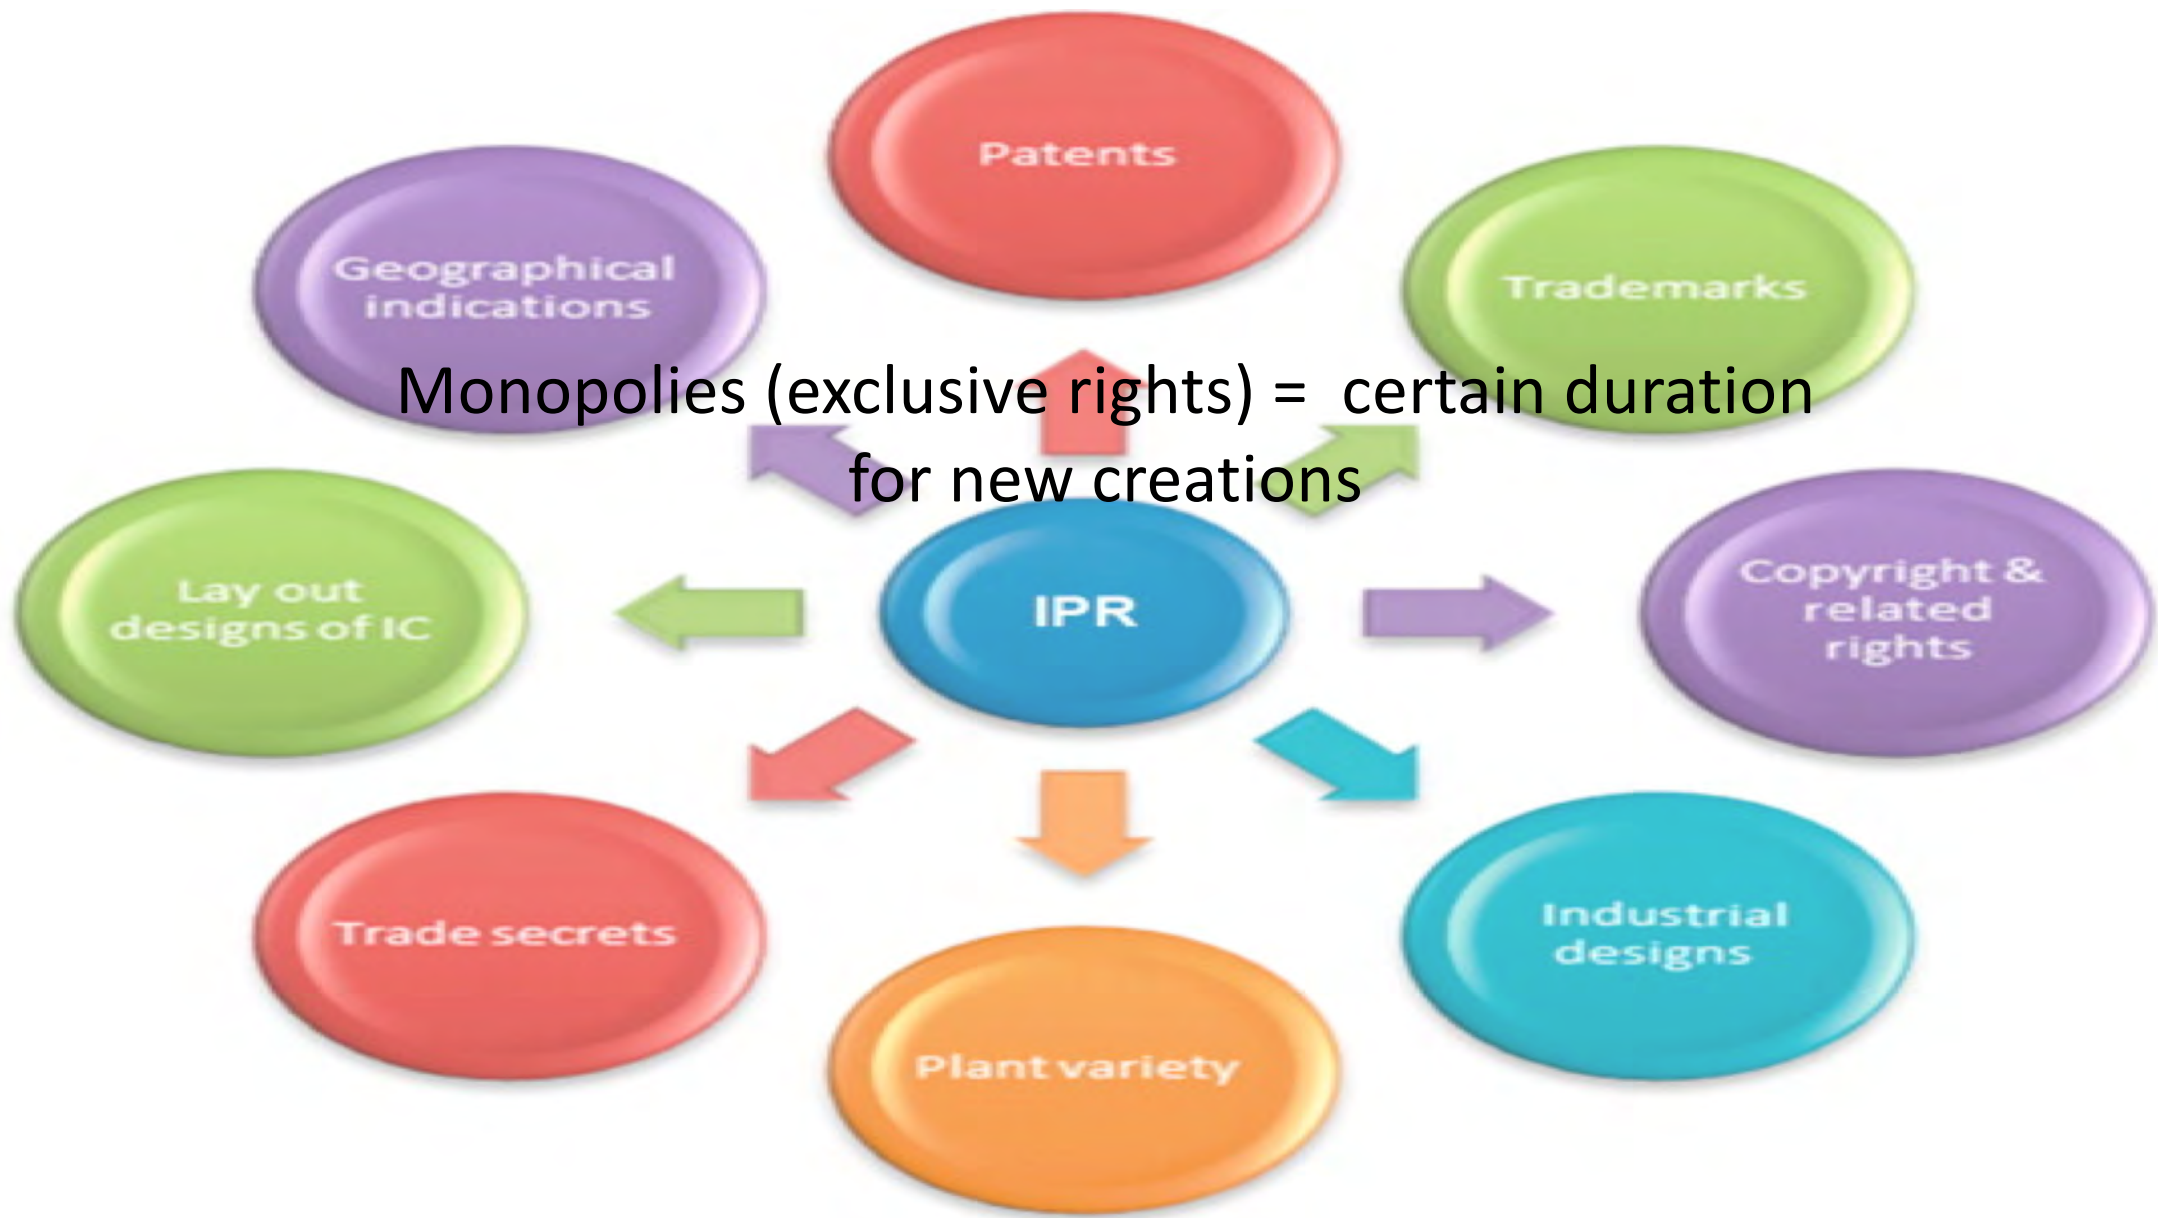 Patents
Geographical
indications
Trademarks
Monopolies (exclusive rights) =  certain duration
for new creations
Lay out
designs of IC
IPR
Copyright &
related
rights
Trade secrets
Industrial
designs
Plant variety